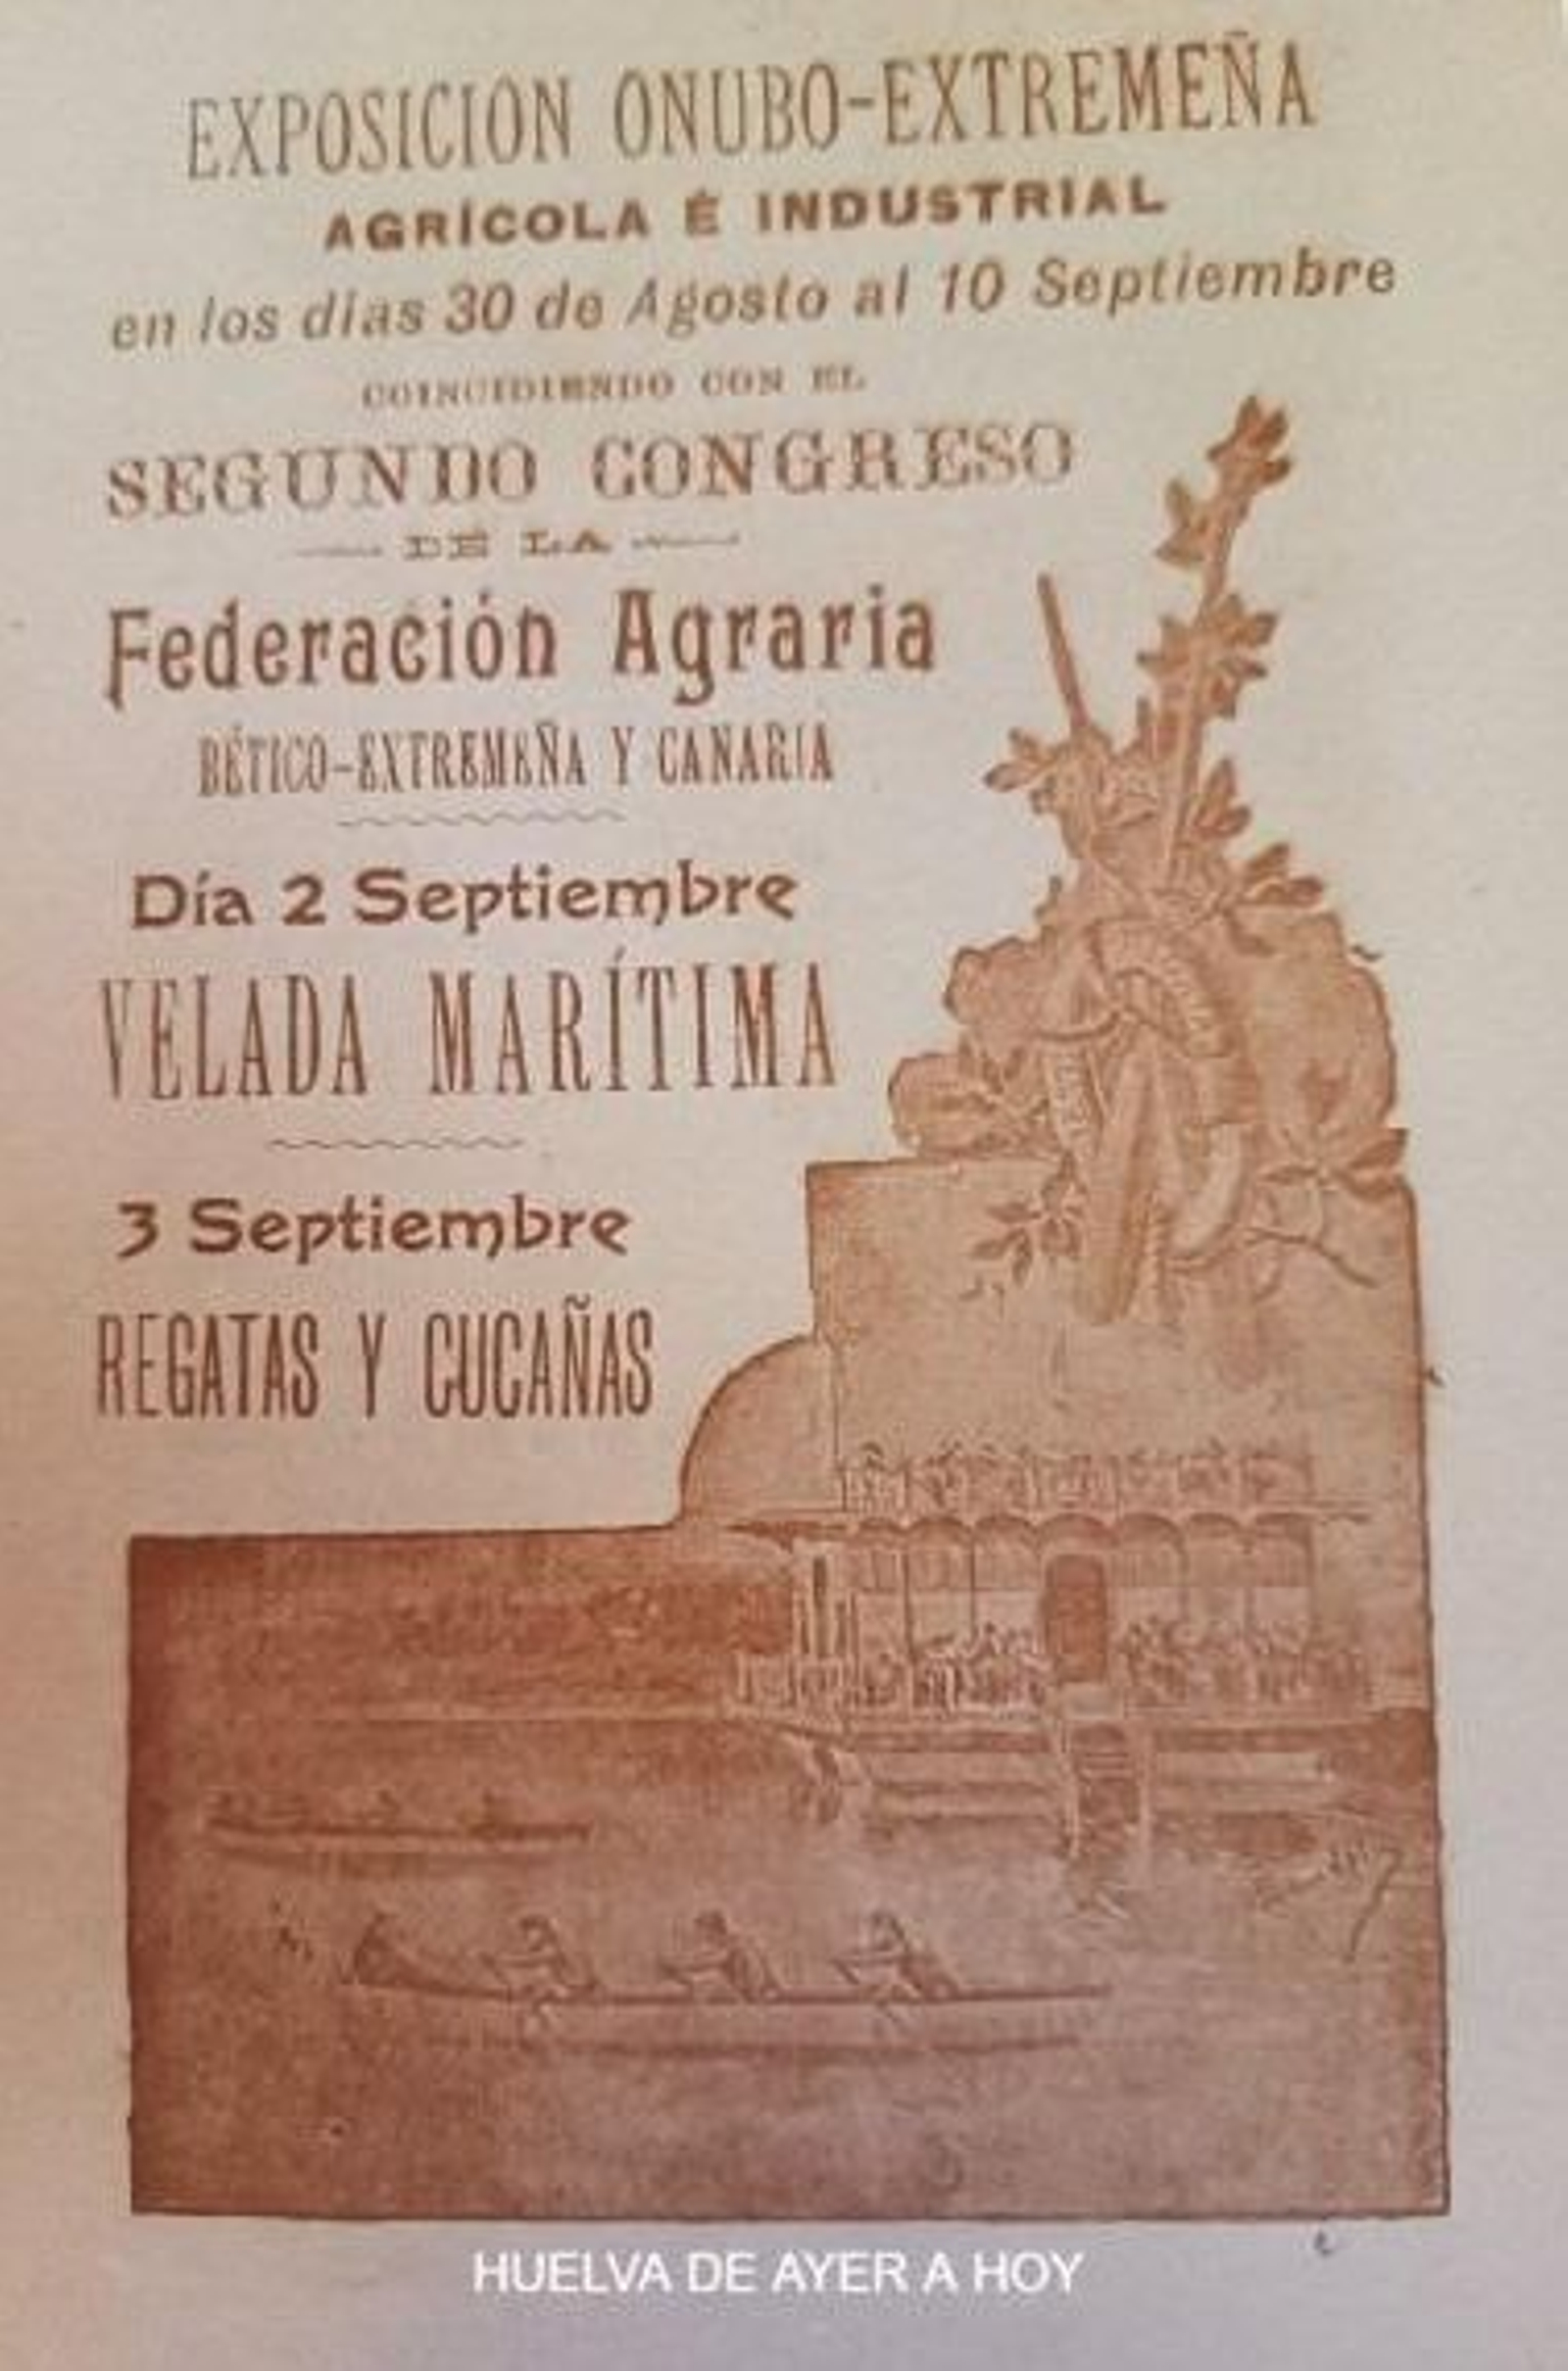 EXPOSICION ONUBO-EXTREMEÑA
AGRÍCOLA É INDUSTRIAL
en los días 30 de Agosto al 10 Septiembre
COINCIDIENDO CON EL
SEGUNDO CONGRESO
DE LA
Federación Agraria
BÉTICO-EXTREMEÑA Y CANARIA
Día 2 Septiembre
VELADA MARÍTIMA
3 Septiembre
REGATAS Y CUCAÑAS
HUELVA DE AYER A HOY